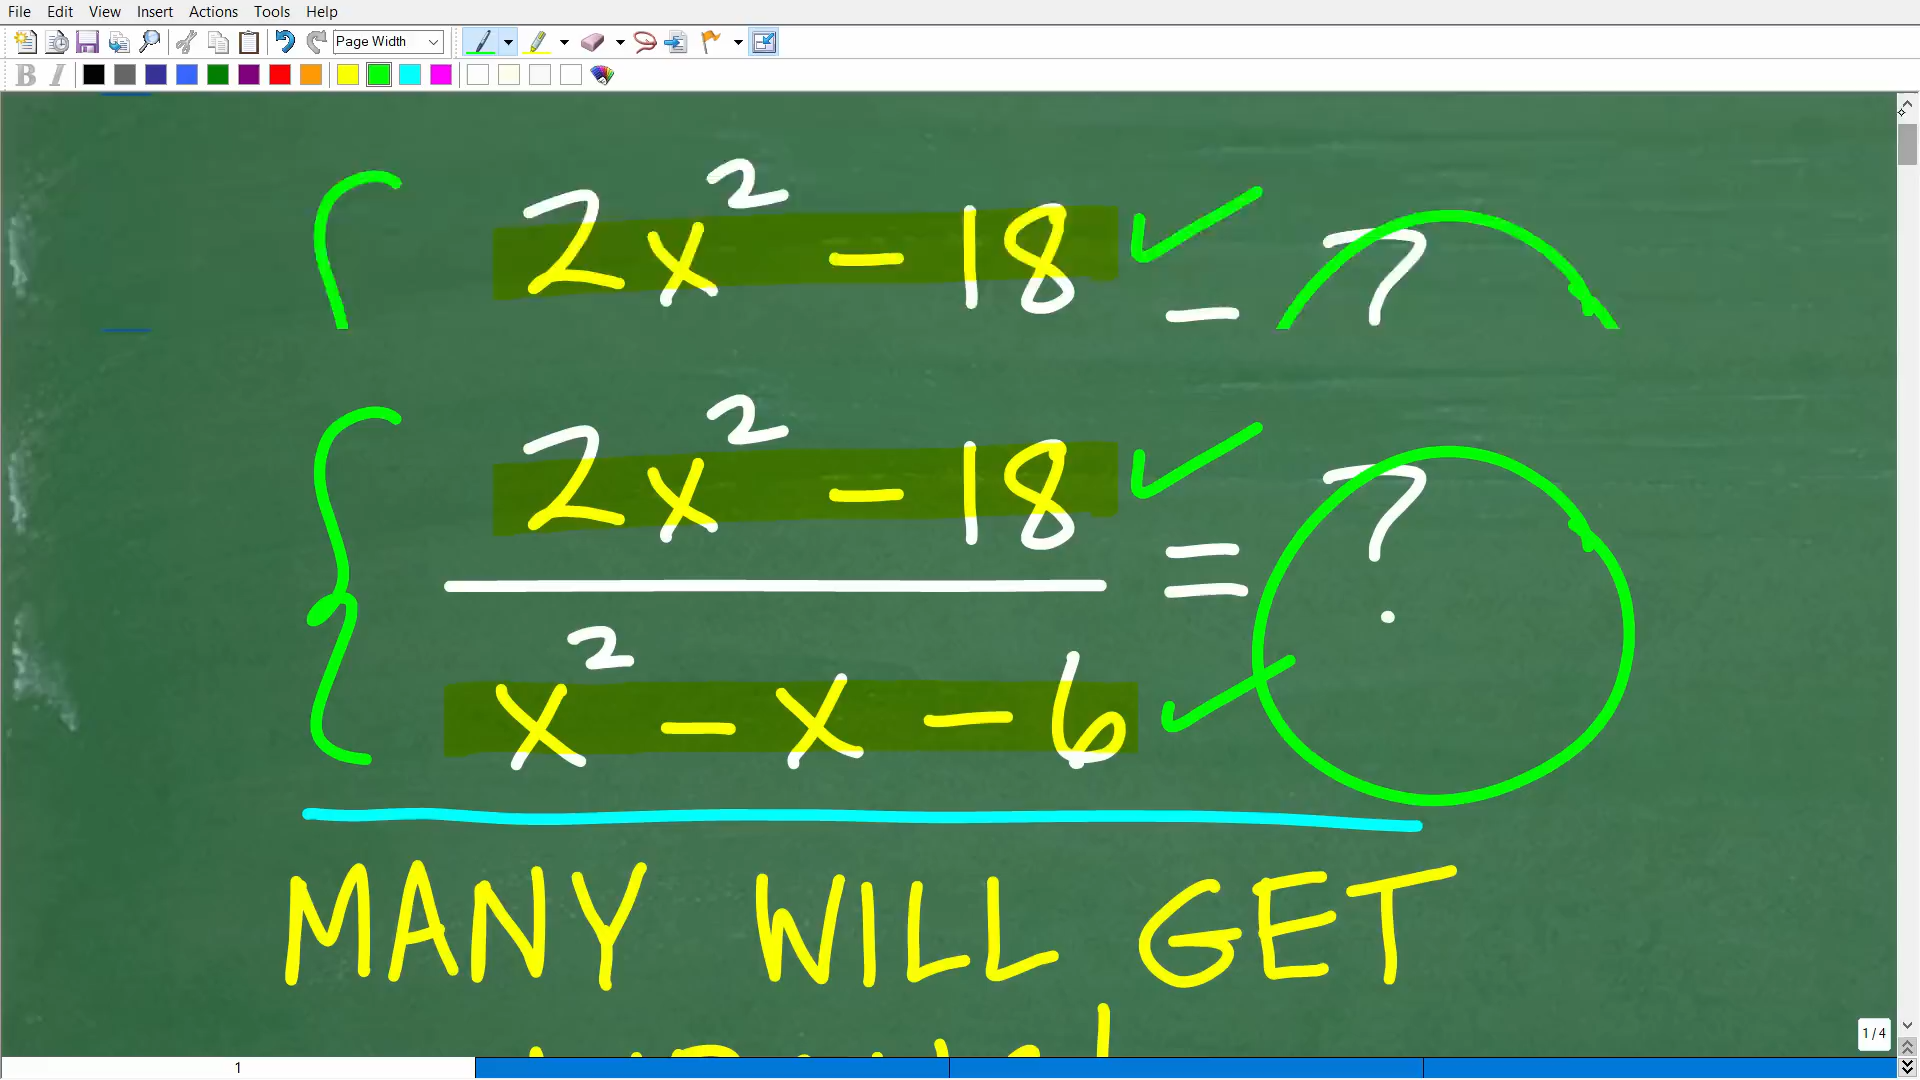 File Edit View Insert Actions Tools Help
Page Width
B I
2x² - 18
- ?
2x² - 18
= ?
x² - x - 6
MANY WILL GET
1 / 4
1